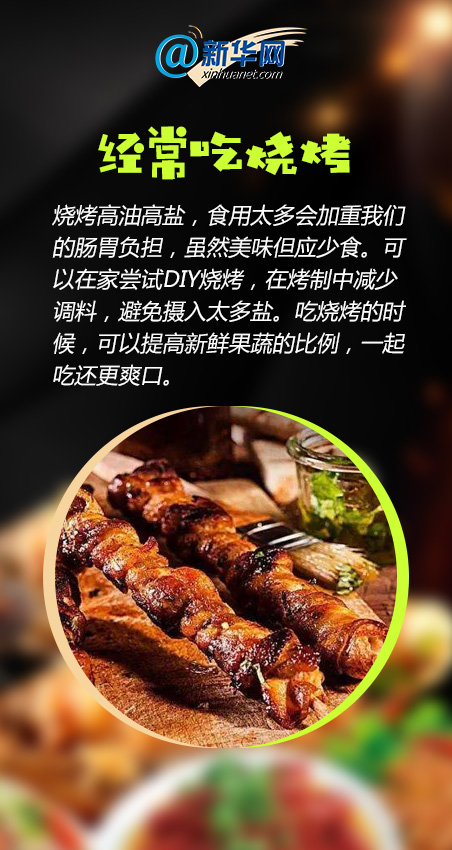 @新华网
xinhuanet.com
经常吃烧烤
烧烤高油高盐，食用太多会加重我们
的肠胃负担，虽然美味但应少食。可
以在家尝试DIY烧烤，在烤制中减少
调料，避免摄入太多盐。吃烧烤的时
候，可以提高新鲜果蔬的比例，一起
吃还更爽口。